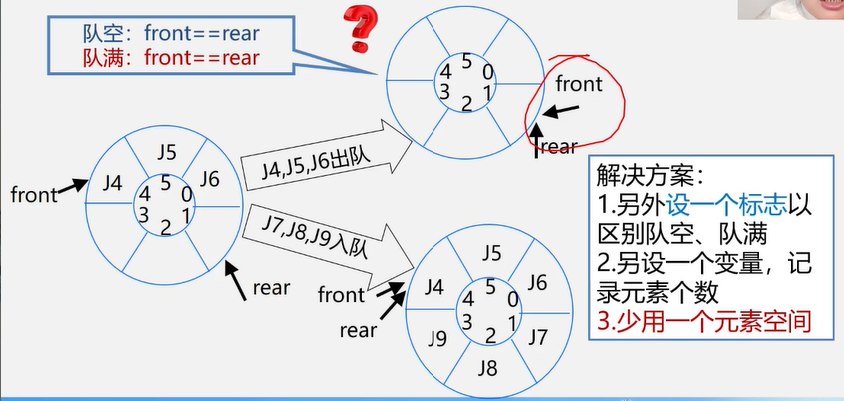 队空：front==rear
队满：front==rear
?
5
4
0
3
1
2
front
rear
J4,J5,J6出队
J5
J4
J6
5
4
0
3
1
2
front
rear
J7,J8,J9入队
J5
J4
J6
5
4
0
3
1
2
J9
J7
J8
front
rear
解决方案：
1.另外设一个标志以
区别队空、队满
2.另设一个变量，记
录元素个数
3.少用一个元素空间